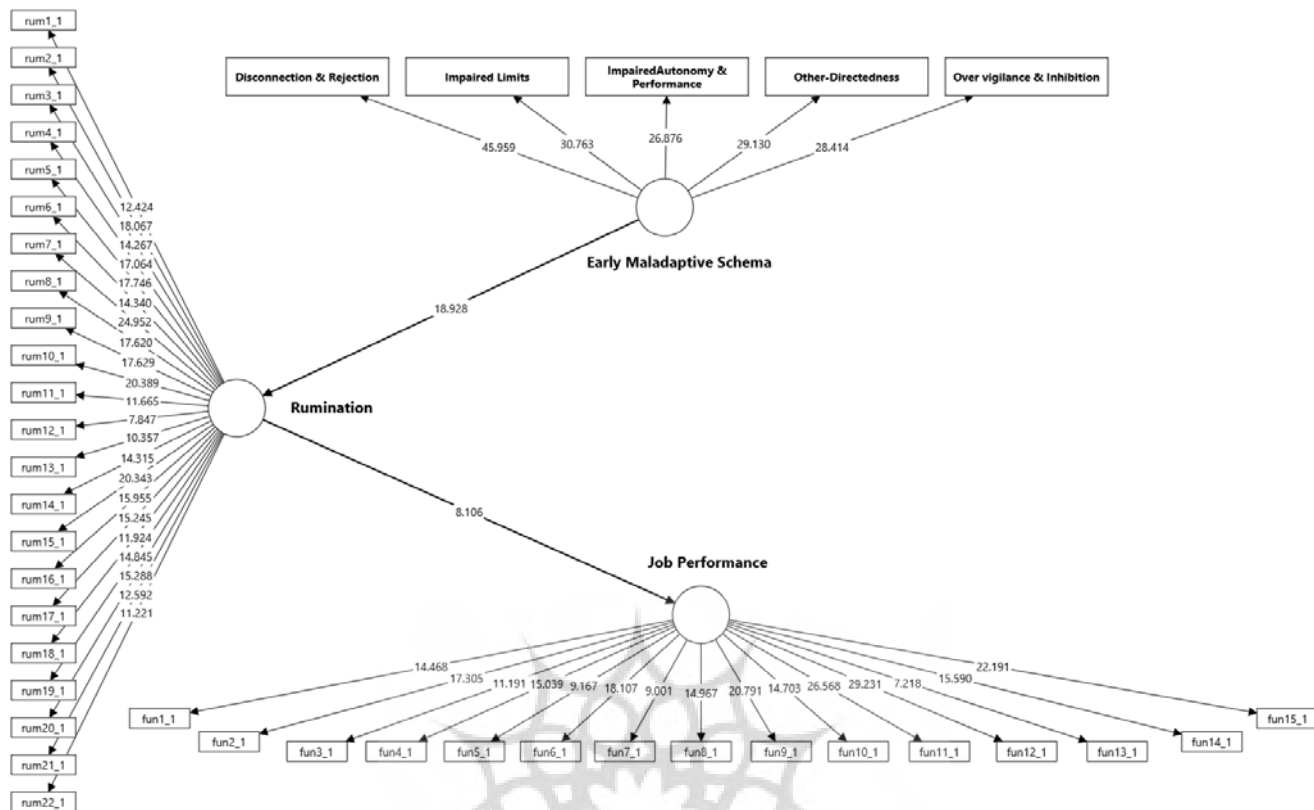 rum1_1
rum2_1
rum3_1
rum4_1
rum5_1
rum6_1
rum7_1
rum8_1
rum9_1
rum10_1
rum11_1
rum12_1
rum13_1
rum14_1
rum15_1
rum16_1
rum17_1
rum18_1
rum19_1
rum20_1
rum21_1
rum22_1
12.424
18.067
14.267
17.064
17.746
14.340
24.952
17.620
17.629
20.389
11.665
7.847
10.357
14.315
20.343
15.955
15.245
11.924
14.845
15.288
12.592
11.221
Rumination
Disconnection & Rejection
Impaired Limits
ImpairedAutonomy &
Performance
Other-Directedness
Over vigilance & Inhibition
45.959
30.763
26.876
29.130
28.414
Early Maladaptive Schema
18.928
8.106
Job Performance
14.468
17.305
11.191
15.039
9.167
18.107
9.001
14.967
20.791
14.703
26.568
29.231
7.218
15.590
22.191
fun1_1
fun2_1
fun3_1
fun4_1
fun5_1
fun6_1
fun7_1
fun8_1
fun9_1
fun10_1
fun11_1
fun12_1
fun13_1
fun14_1
fun15_1